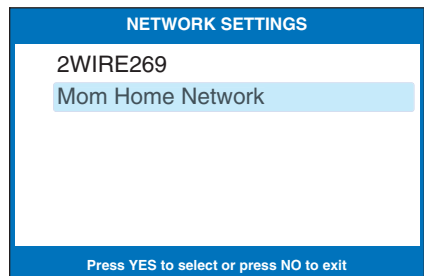 NETWORK SETTINGS
2WIRE269
Mom Home Network
Press YES to select or press NO to exit